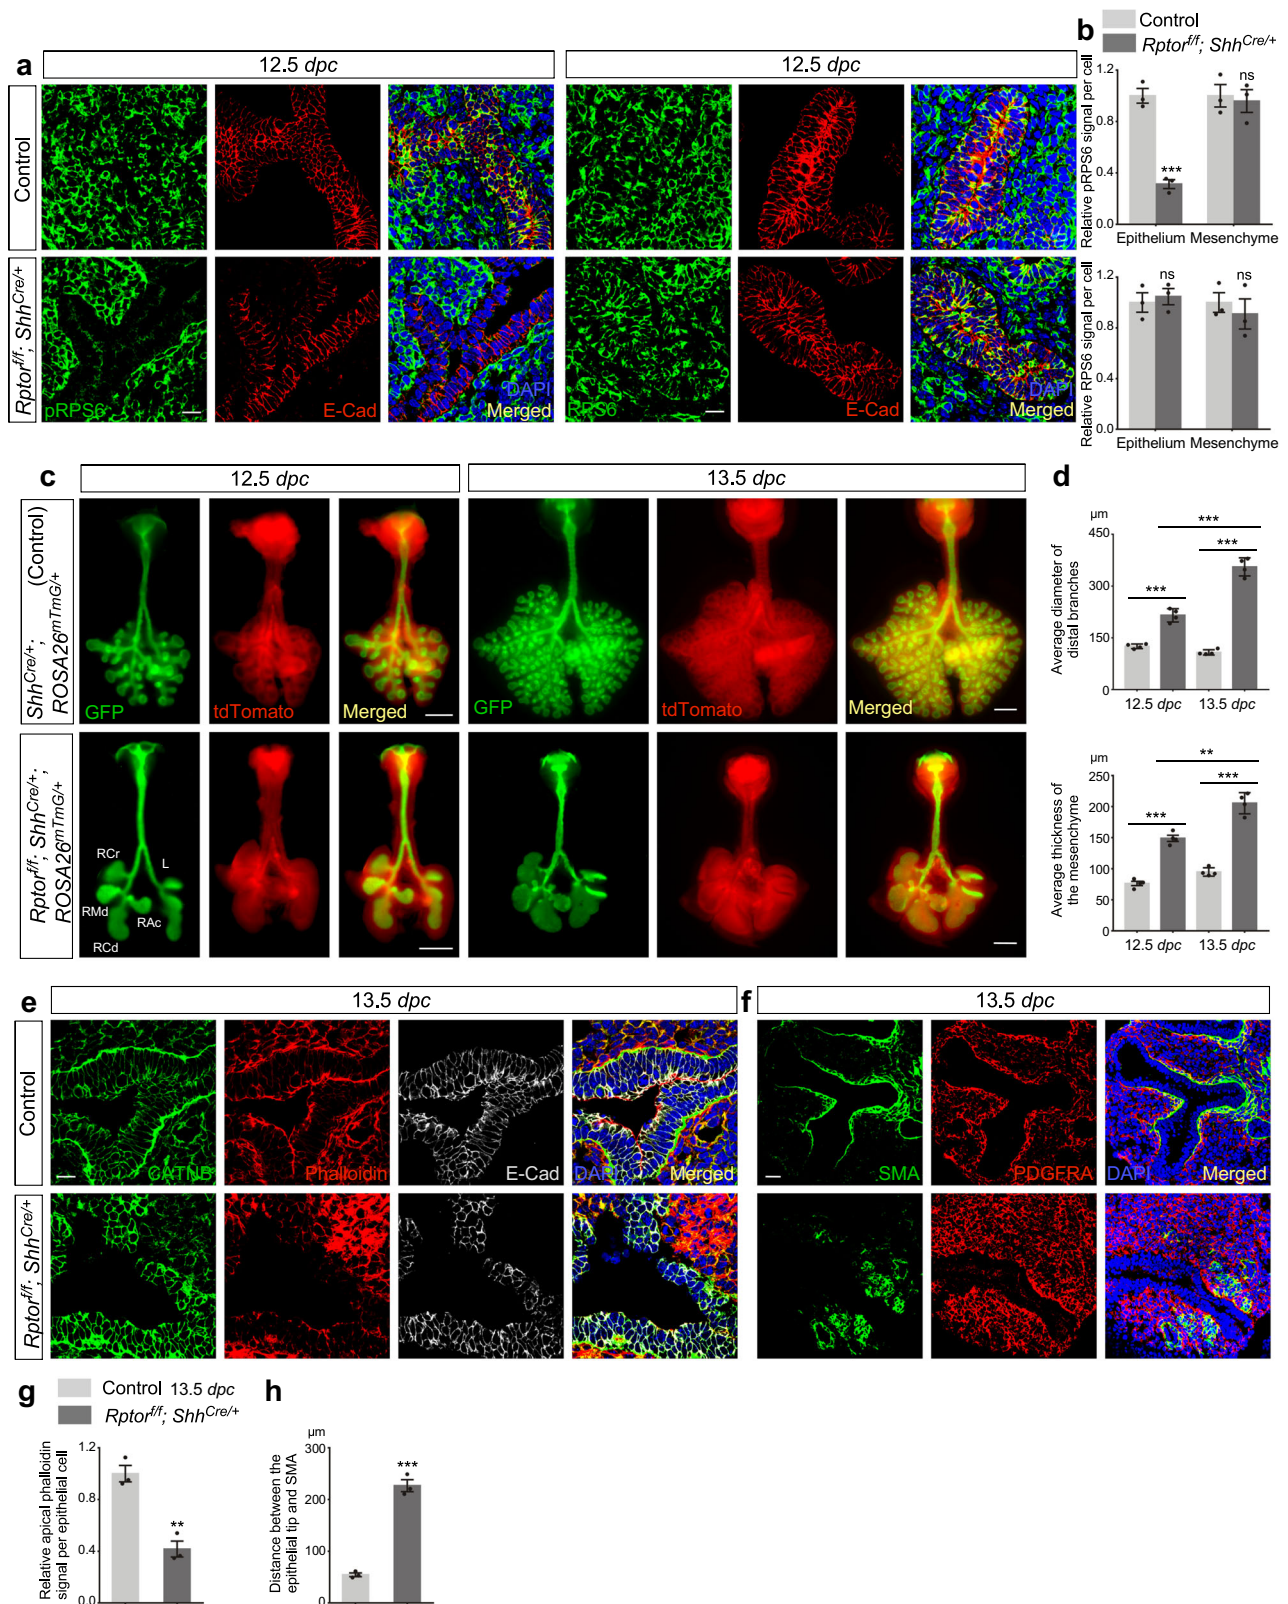 a
12.5 dpc
12.5 dpc
Control
Rptorf/f; ShhCre/+
pRPS6
E-Cad
DAPI
Merged
RPS6
E-Cad
DAPI
Merged
b
Control
Rptorf/f; ShhCre/+
Relative pRPS6 signal per cell
1.2
0.8
0.4
0.0
***
ns
Epithelium Mesenchyme
Relative RPS6 signal per cell
1.2
0.8
0.4
0.0
ns
ns
Epithelium Mesenchyme
c
12.5 dpc
13.5 dpc
ShhCre/+; (Control)
ROSA26mTmG/+
GFP
tdTomato
Merged
GFP
tdTomato
Merged
Rptorf/f; ShhCre/+;
ROSA26mTmG/+
RCr
L
RMd
RAc
RCd
d
µm
Average diameter of
distal branches
450
300
150
0
***
***
***
12.5 dpc
13.5 dpc
µm
Average thickness of
the mesenchyme
250
200
150
100
50
0
***
**
***
12.5 dpc
13.5 dpc
e
13.5 dpc
Control
CATNB
Phalloidin
E-Cad
DAPI
Merged
Rptorf/f; ShhCre/+
f
13.5 dpc
SMA
PDGFRA
DAPI
Merged
g
Control 13.5 dpc
Rptorf/f; ShhCre/+
Relative apical phalloidin
signal per epithelial cell
1.2
0.8
0.4
0.0
**
h
µm
Distance between the
epithelial tip and SMA
300
200
100
0
***